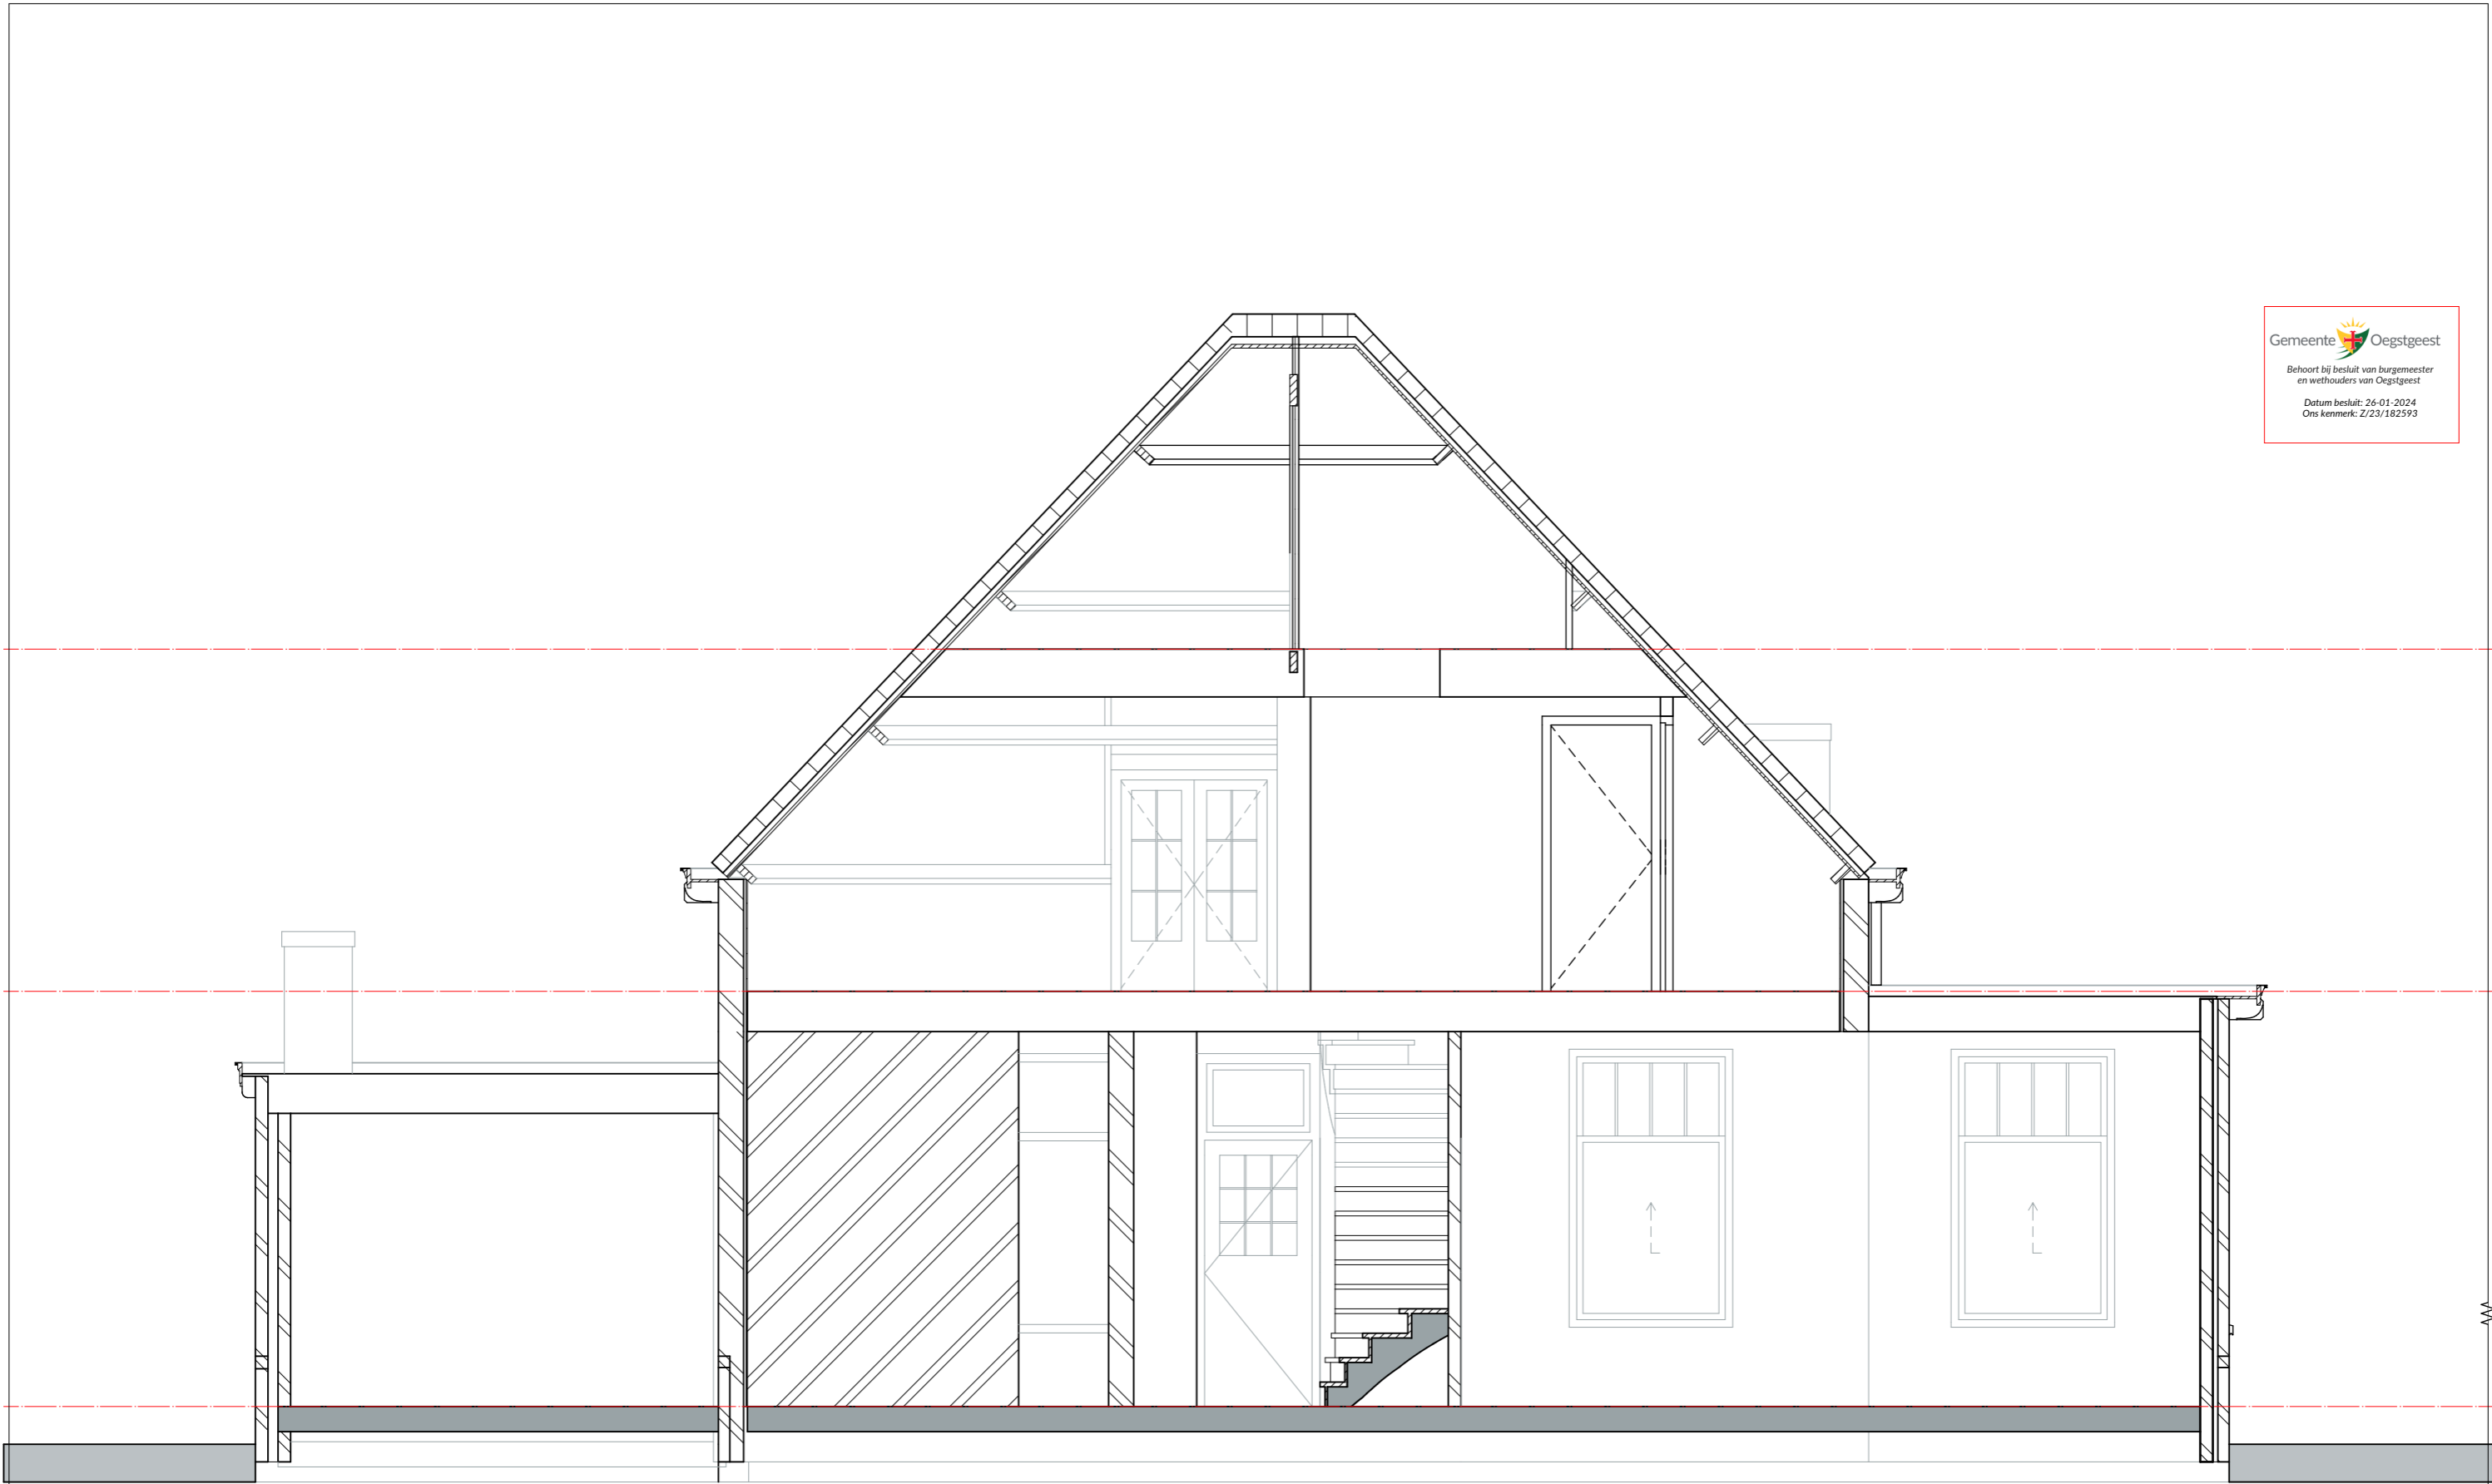 Gemeente Oegstgeest
Behoort bij besluit van burgemeester
en wethouders van Oegstgeest
Datum besluit: 26-01-2024
Ons kenmerk: Z/23/182593